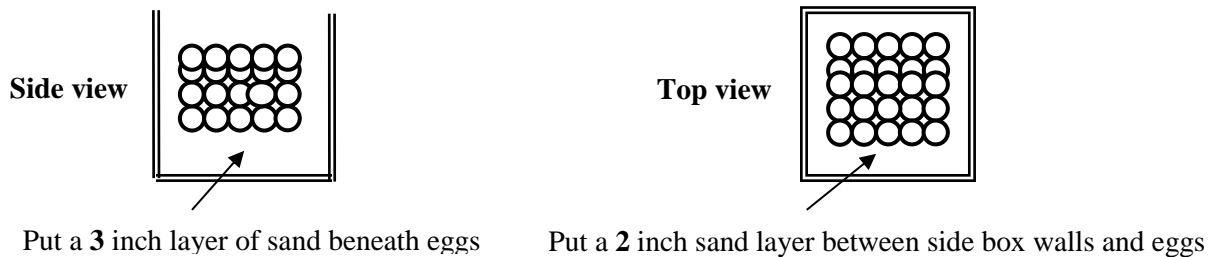 Side view
Top view
Put a 3 inch layer of sand beneath eggs
Put a 2 inch sand layer between side box walls and eggs